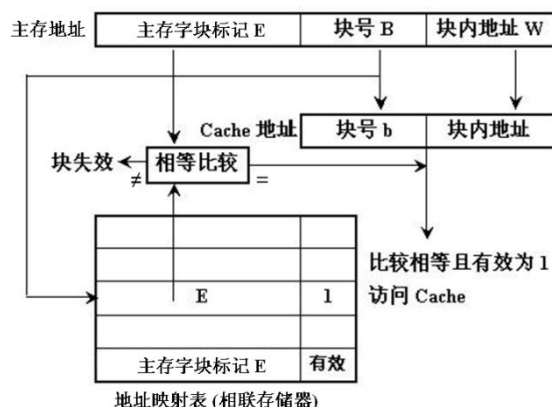 主存地址 主存字块标记 E 块号 B 块内地址 W
Cache 地址 块号 b 块内地址
块失效 相等比较
≠ =
比较相等且有效为 1
E 1 访问 Cache
主存字块标记 E 有效
地址映射表 (相联存储器)